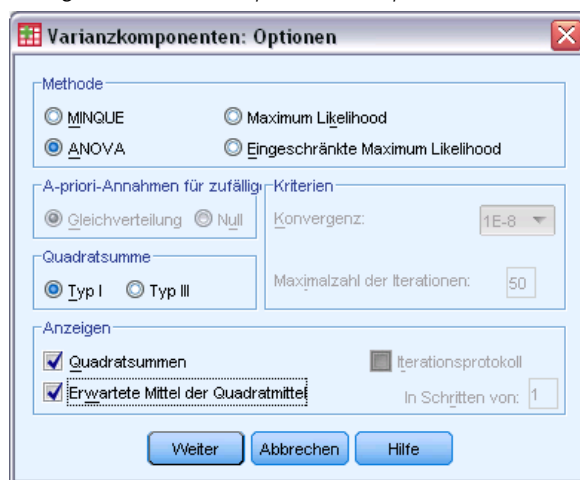 Varianzkomponenten: Optionen
Methode
MINQUE
Maximum Likelihood
ANOVA
Eingeschränkte Maximum Likelihood
A-priori-Annahmen für zufällig
Gleichverteilung
Null
Kriterien
Konvergenz:
1E-8
Maximalzahl der Iterationen:
50
Quadratsumme
Typ I
Typ III
Anzeigen
Quadratsummen
Iterationsprotokoll
Erwartete Mittel der Quadratmittel
In Schritten von:
1
Weiter
Abbrechen
Hilfe